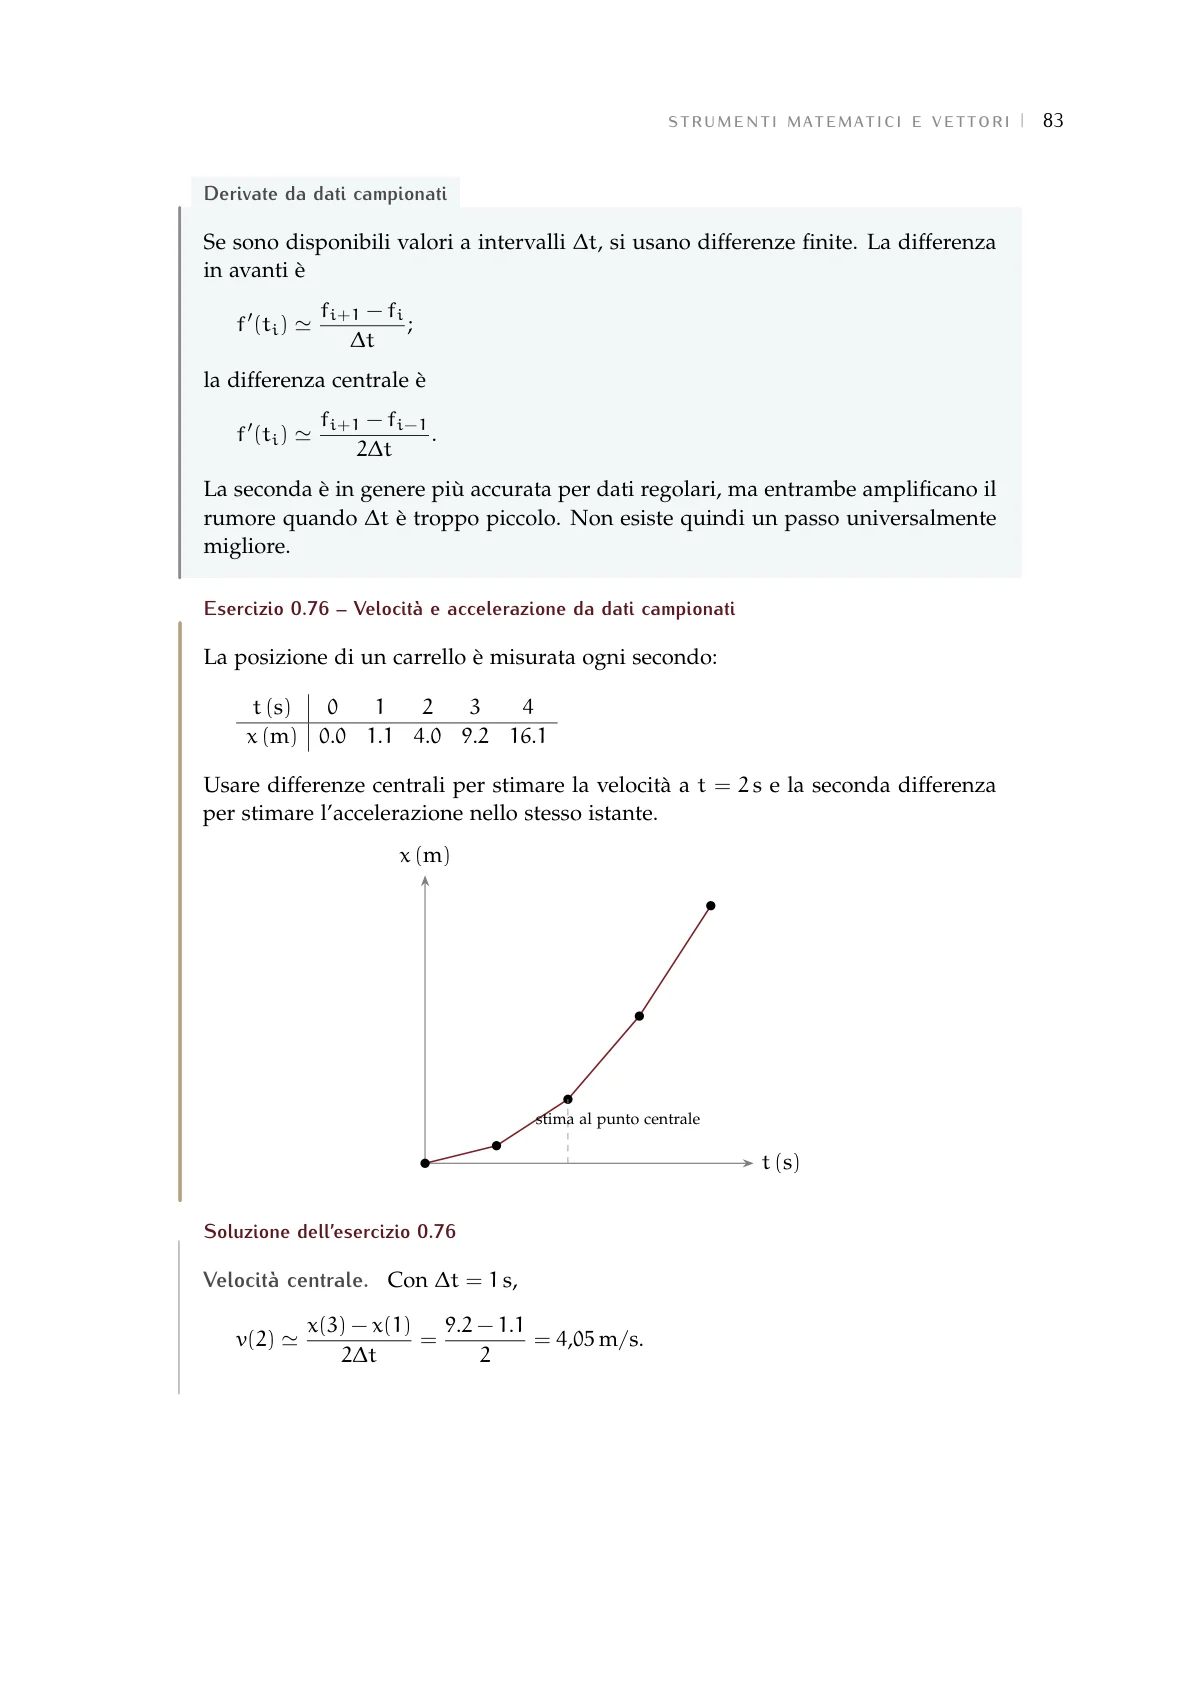 STRUMENTI MATEMATICI E VETTORI | 83
Derivate da dati campionati
Se sono disponibili valori a intervalli Δt, si usano differenze finite. La differenza
in avanti è
f′(tᵢ) ≃ (fᵢ₊₁ − fᵢ)/Δt;
la differenza centrale è
f′(tᵢ) ≃ (fᵢ₊₁ − fᵢ₋₁)/2Δt.
La seconda è in genere più accurata per dati regolari, ma entrambe amplificano il
rumore quando Δt è troppo piccolo. Non esiste quindi un passo universalmente
migliore.
Esercizio 0.76 – Velocità e accelerazione da dati campionati
La posizione di un carrello è misurata ogni secondo:
t (s) | 0 1 2 3 4
x (m) | 0.0 1.1 4.0 9.2 16.1
Usare differenze centrali per stimare la velocità a t = 2 s e la seconda differenza
per stimare l’accelerazione nello stesso istante.
x (m)
stima al punto centrale
t (s)
Soluzione dell’esercizio 0.76
Velocità centrale. Con Δt = 1 s,
v(2) ≃ (x(3) − x(1))/2Δt = (9.2 − 1.1)/2 = 4,05 m/s.